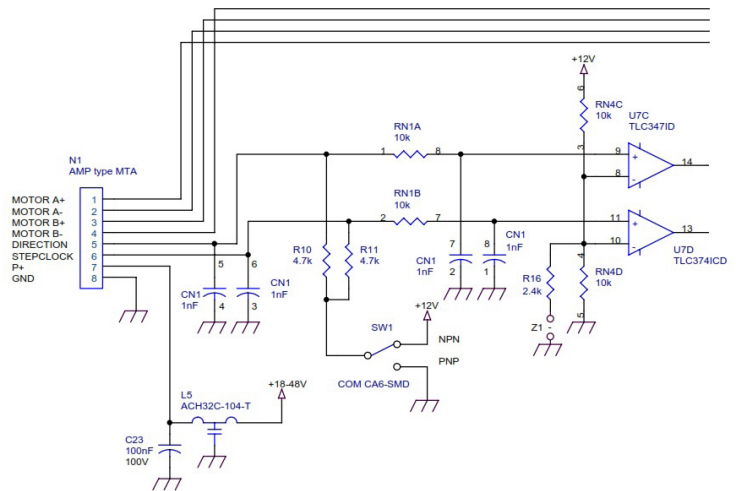 +12V
6
RN4C
10k
3
U7C
TLC347ID
RN1A
10k
1
8
9
+
8
-
14
N1
AMP type MTA
RN1B
10k
2
7
11
+
10
-
13
U7D
TLC374ICD
MOTOR A+ 1
MOTOR A- 2
MOTOR B+ 3
MOTOR B- 4
DIRECTION 5
STEPCLOCK 6
P+ 7
GND 8
5
6
CN1
1nF
4
CN1
1nF
3
R10
4.7k
R11
4.7k
7
CN1
1nF
2
8
CN1
1nF
1
4
RN4D
10k
5
R16
2.4k
Z1
+12V
SW1
NPN
PNP
COM CA6-SMD
L5
ACH32C-104-T
+18-48V
C23
100nF
100V